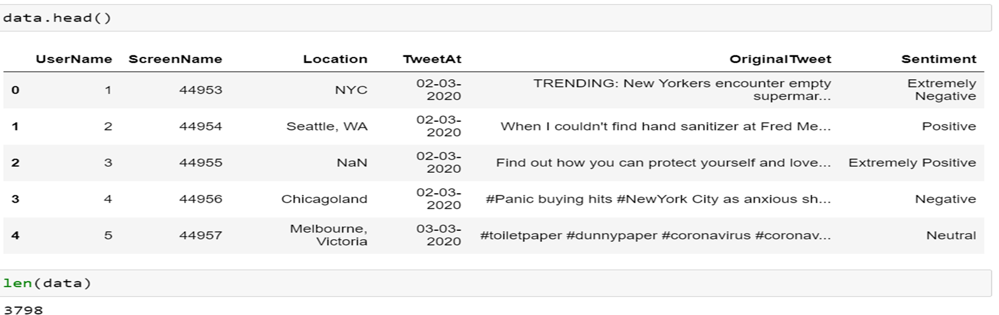 data.head()
UserName ScreenName Location TweetAt OriginalTweet Sentiment
0 1 44953 NYC 02-03-2020 TRENDING: New Yorkers encounter empty supermar... Extremely Negative
1 2 44954 Seattle, WA 02-03-2020 When I couldn't find hand sanitizer at Fred Me... Positive
2 3 44955 NaN 02-03-2020 Find out how you can protect yourself and love... Extremely Positive
3 4 44956 Chicagoland 02-03-2020 #Panic buying hits #NewYork City as anxious sh... Negative
4 5 44957 Melbourne, Victoria 03-03-2020 #toiletpaper #dunnypaper #coronavirus #coronav... Neutral
len(data)
3798